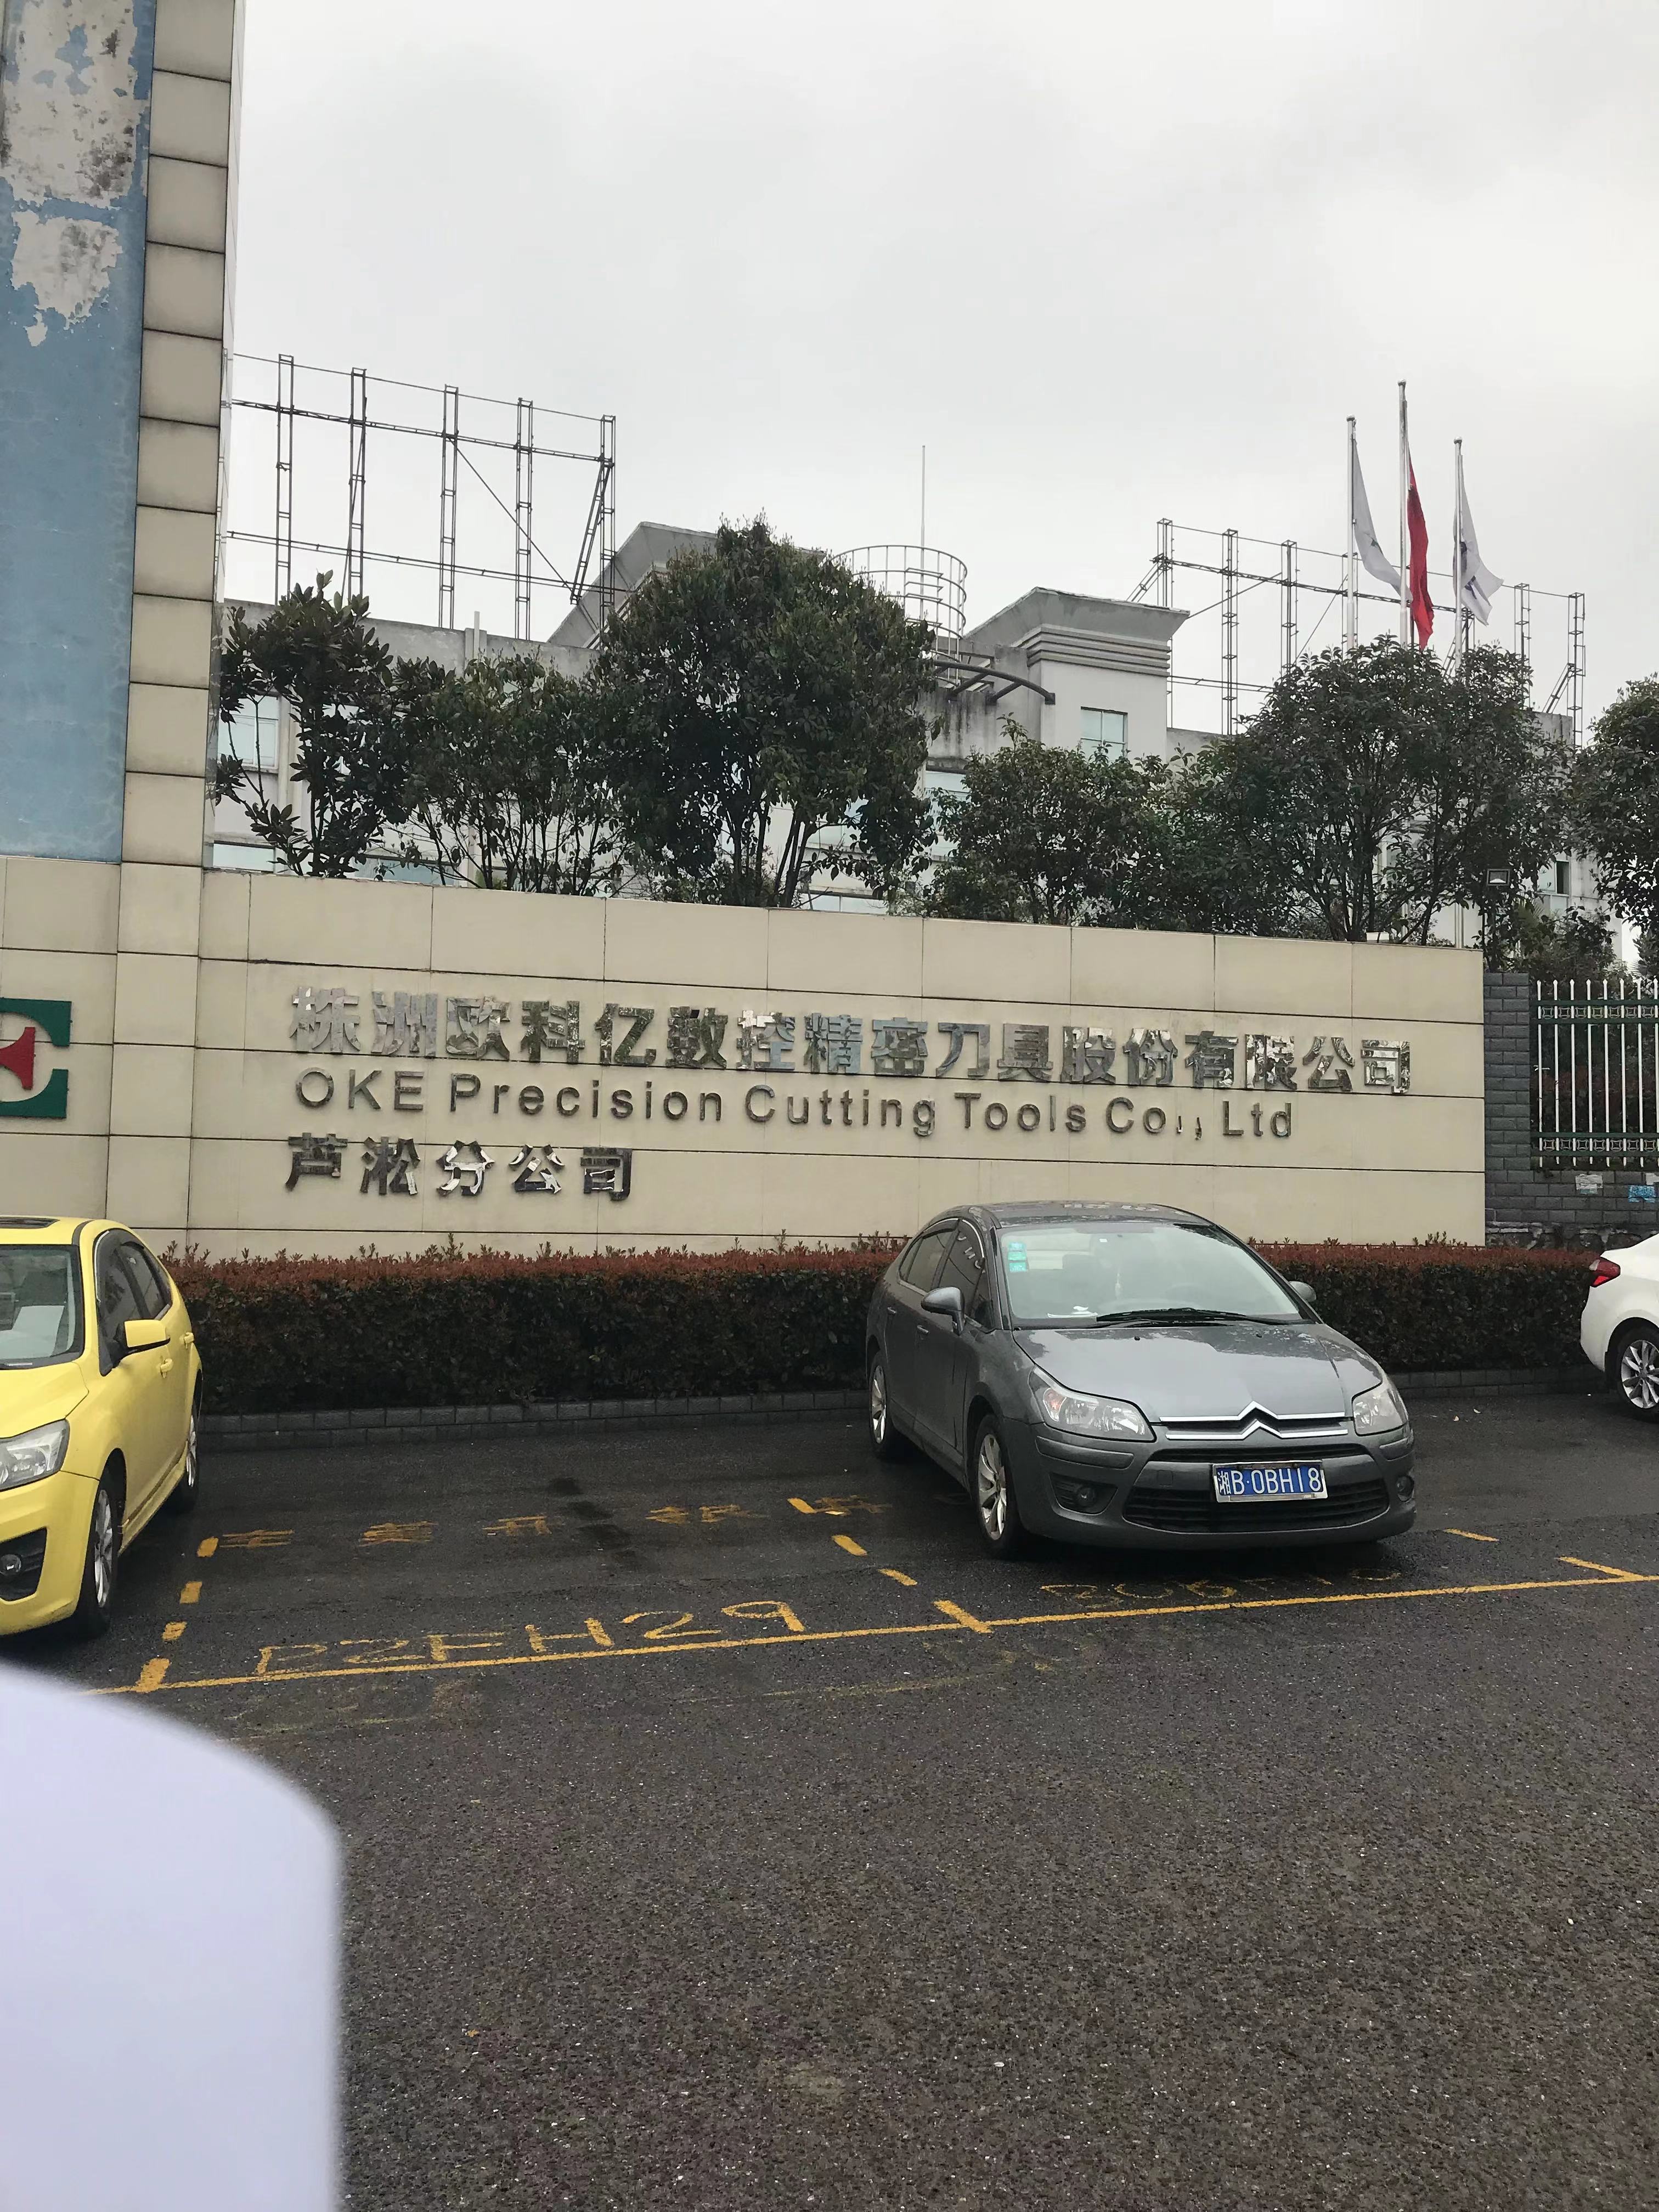 株洲欧科亿数控精密刀具股份有限公司
OKE Precision Cutting Tools Co., Ltd
芦淞分公司
湘B·0BH18